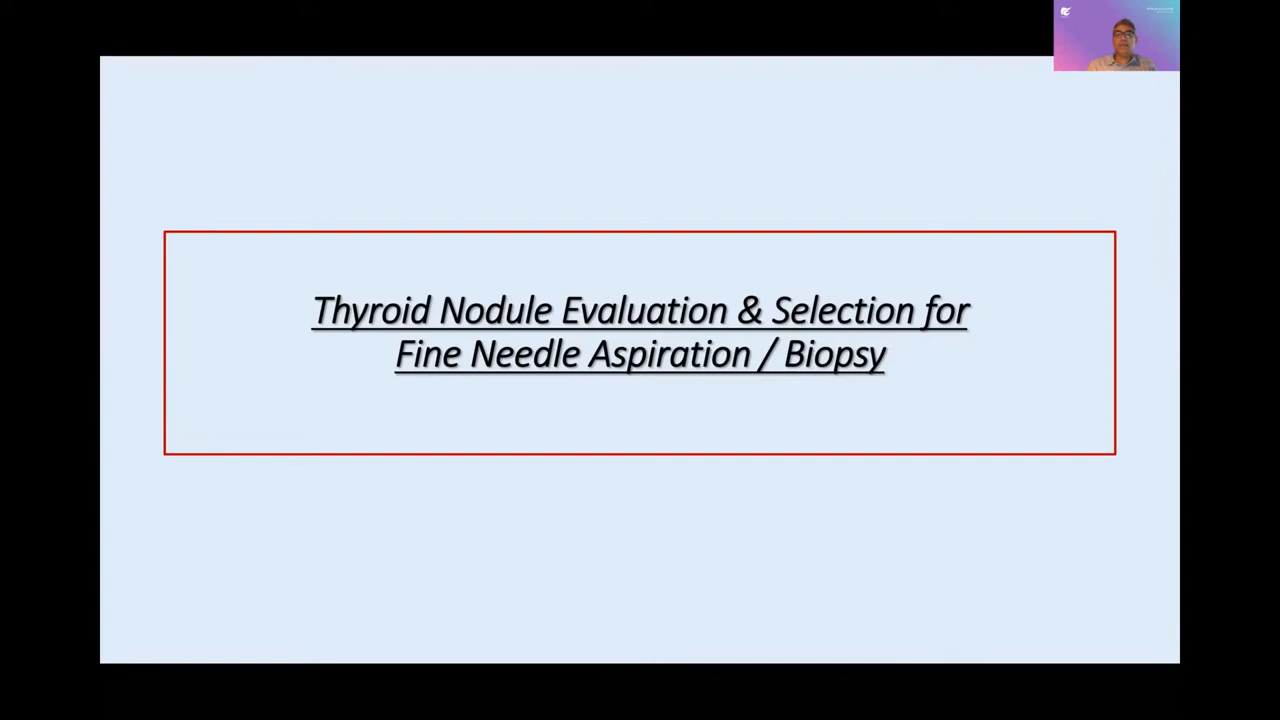 Thyroid Nodule Evaluation & Selection for
Fine Needle Aspiration / Biopsy